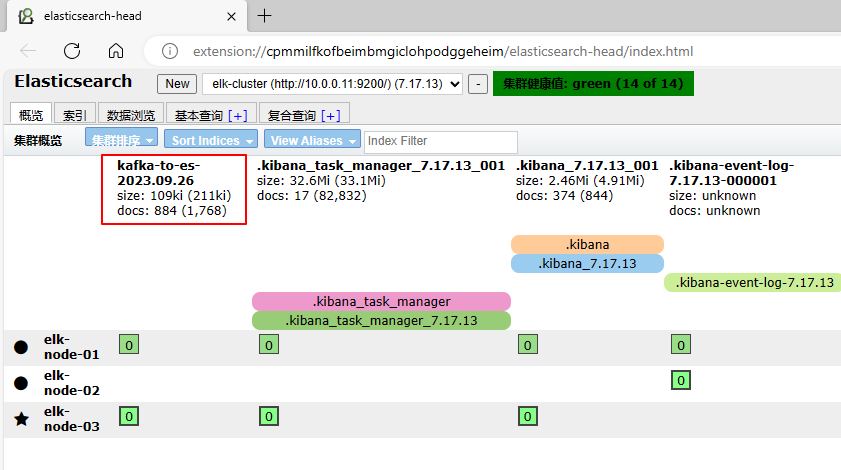 elasticsearch-head
extension://cpmmilfkofbeimbmgiclohpodggeheim/elasticsearch-head/index.html
Elasticsearch New elk-cluster (http://10.0.0.11:9200/) (7.17.13) - 集群健康值: green (14 of 14)
概览 索引 数据浏览 基本查询 [+] 复合查询 [+]
集群概览 集群排序 Sort Indices View Aliases Index Filter
kafka-to-es-
2023.09.26
size: 109ki (211ki)
docs: 884 (1,768)
.kibana_task_manager_7.17.13_001
size: 32.6Mi (33.1Mi)
docs: 17 (82,832)
.kibana_7.17.13_001
size: 2.46Mi (4.91Mi)
docs: 374 (844)
.kibana-event-log-
7.17.13-000001
size: unknown
docs: unknown
.kibana
.kibana_7.17.13
.kibana-event-log-7.17.13
.kibana_task_manager
.kibana_task_manager_7.17.13
elk-
node-01
0 0 0 0
elk-
node-02
0
elk-
node-03
0 0 0